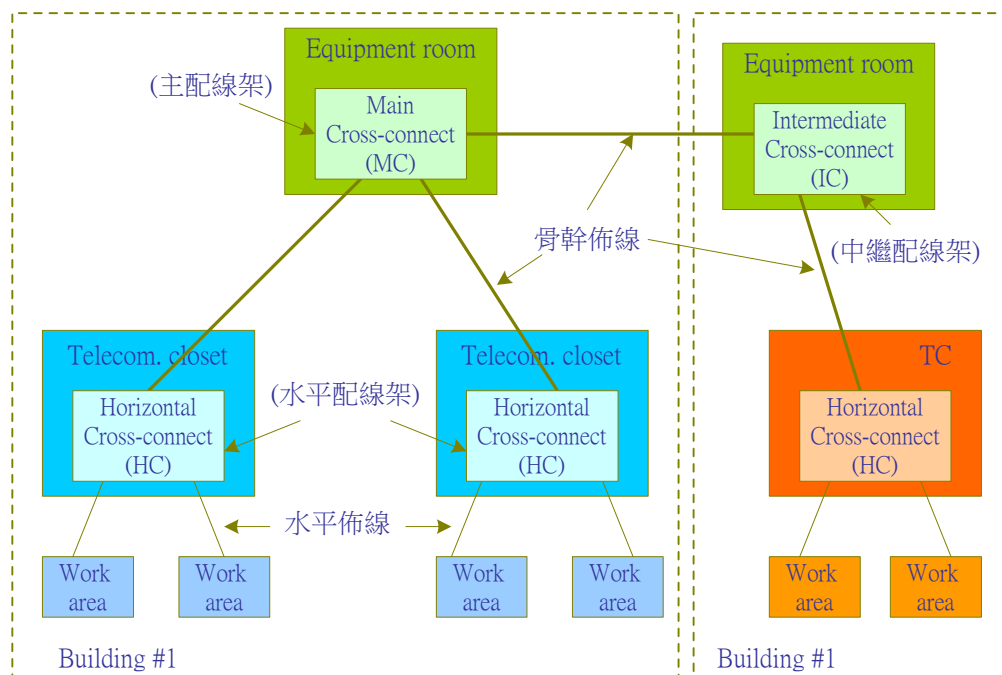 Equipment room
(主配線架)
Main
Cross-connect
(MC)
Equipment room
Intermediate
Cross-connect
(IC)
骨幹佈線
(中繼配線架)
Telecom. closet
Horizontal
Cross-connect
(HC)
(水平配線架)
Telecom. closet
Horizontal
Cross-connect
(HC)
TC
Horizontal
Cross-connect
(HC)
水平佈線
Work
area
Work
area
Work
area
Work
area
Work
area
Work
area
Building #1
Building #1